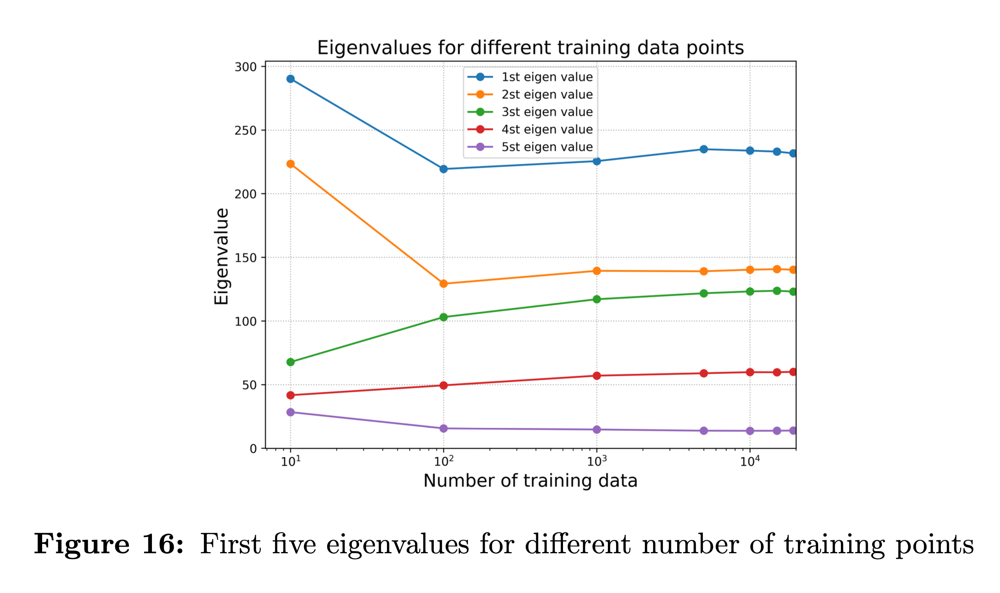 Eigenvalues for different training data points
300
250
200
150
100
50
0
Eigenvalue
1st eigen value
2st eigen value
3st eigen value
4st eigen value
5st eigen value
10¹ 10² 10³ 10⁴
Number of training data
Figure 16: First five eigenvalues for different number of training points